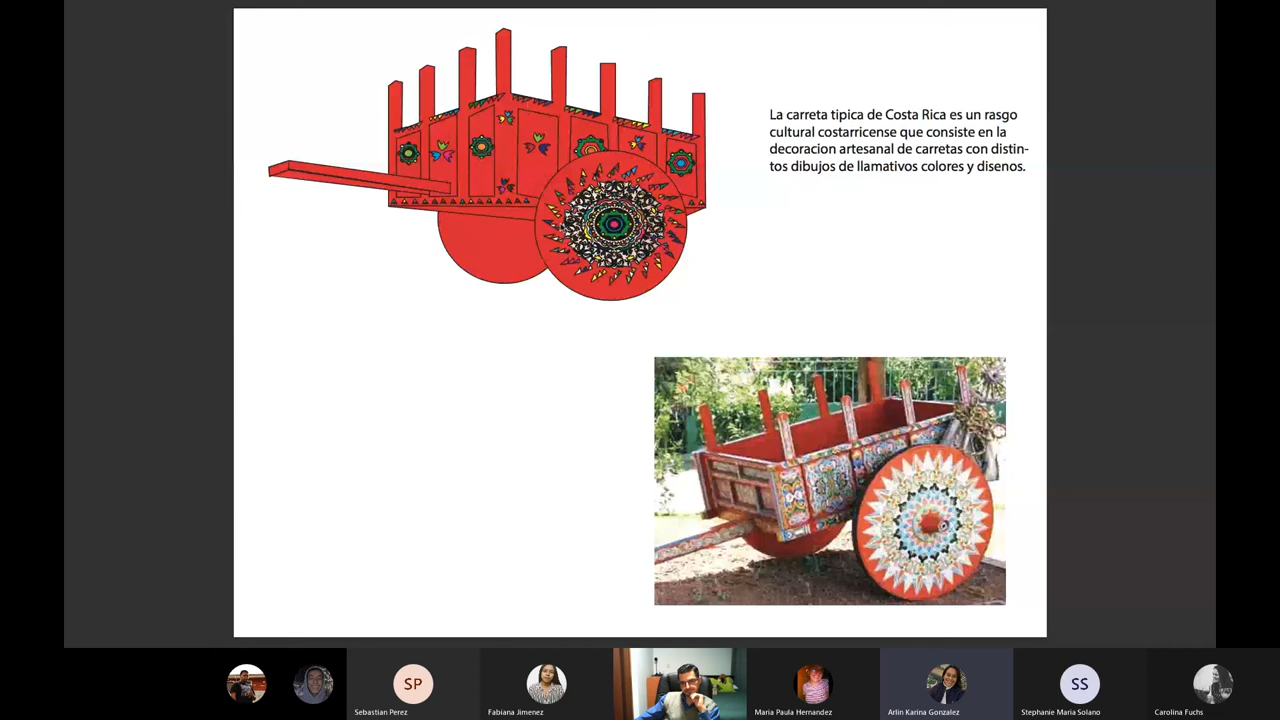 La carreta tipica de Costa Rica es un rasgo
cultural costarricense que consiste en la
decoracion artesanal de carretas con distin-
tos dibujos de llamativos colores y disenos.
SP
SS
Sebastian Perez
Fabiana Jimenez
Maria Paula Hernandez
Arlin Karina Gonzalez
Stephanie Maria Solano
Carolina Fuchs